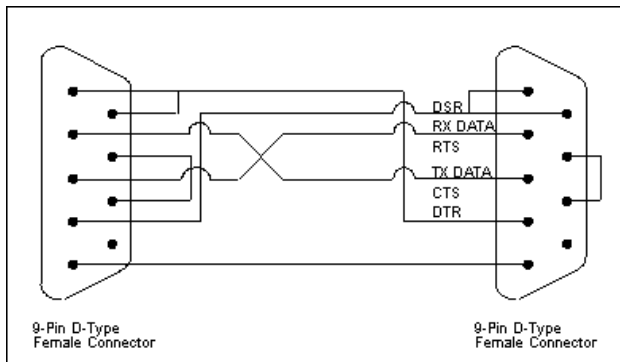 DSR
RX DATA
RTS
TX DATA
CTS
DTR
9-Pin D-Type
Female Connector
9-Pin D-Type
Female Connector